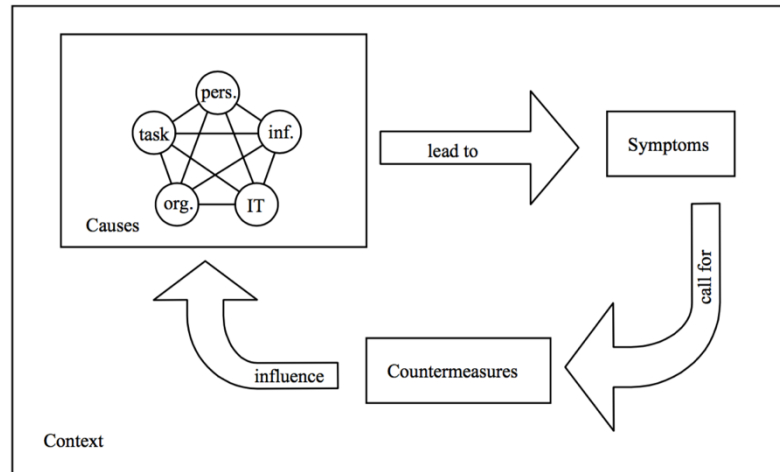 pers.
task
inf.
org.
IT
Causes
lead to
Symptoms
call for
Countermeasures
influence
Context